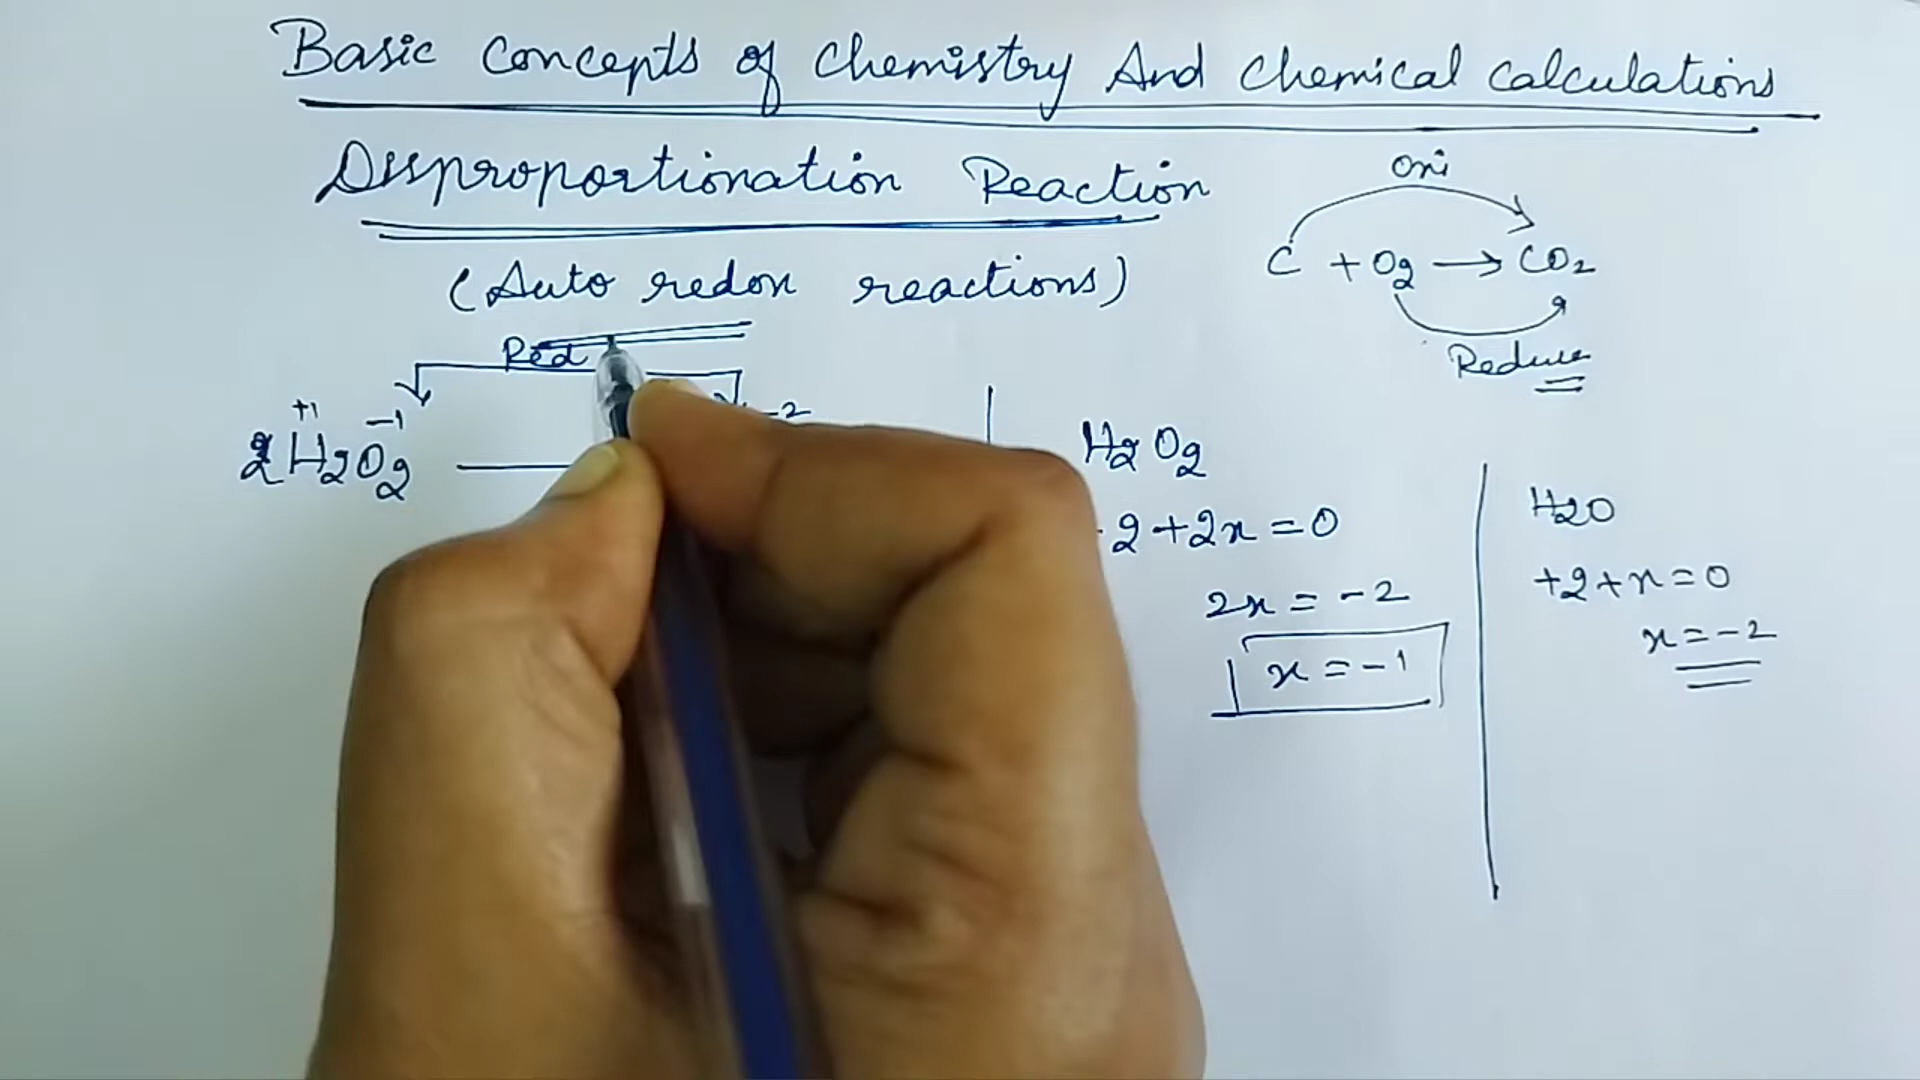 Basic Concepts of Chemistry And Chemical Calculations
Disproportionation Reaction
(Auto redox reactions)
Oxi
C + O2 → CO2
Reduce
Red
+1 -1 -2
2H2O2
H2O2
2+2x=0
2x = -2
x = -1
H2O
+2+x=0
x=-2